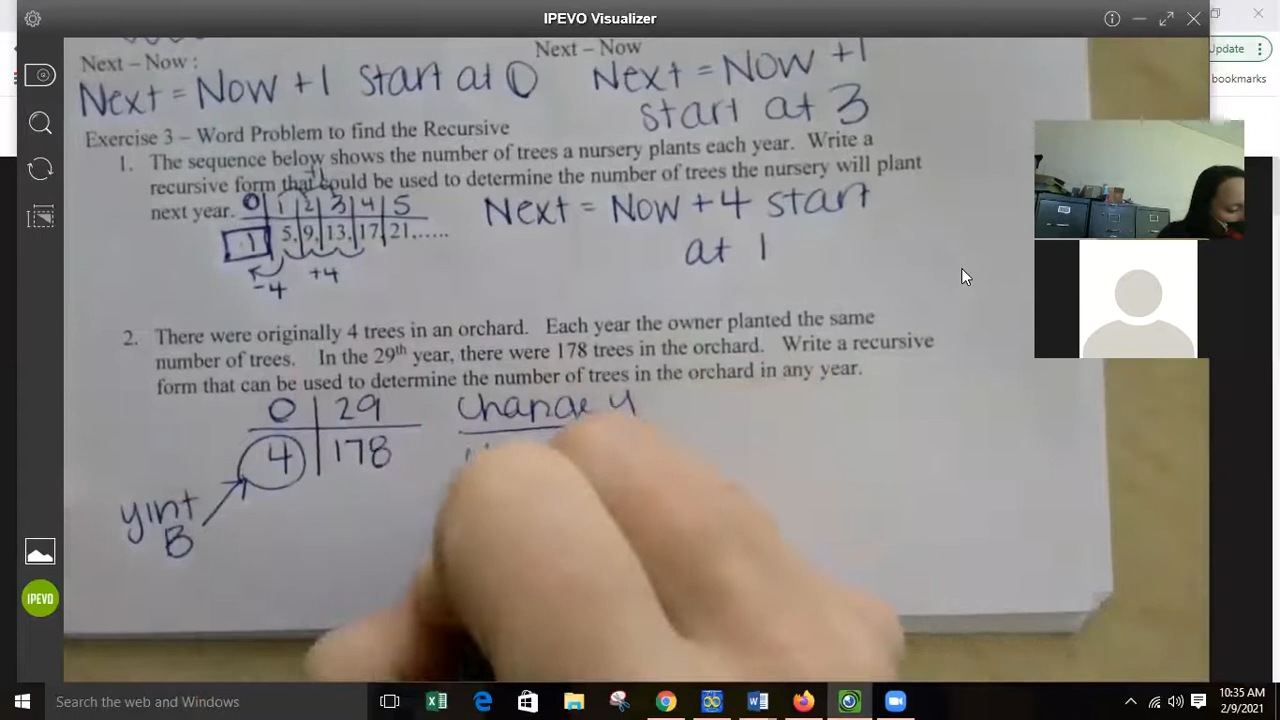 IPEVO Visualizer
Update
bookmarks
Next – Now :
Next – Now
Next = Now +1 start at 0
Next = Now +1
start at 3
Exercise 3 – Word Problem to find the Recursive
1. The sequence below shows the number of trees a nursery plants each year. Write a
recursive form that could be used to determine the number of trees the nursery will plant
next year.
0 1 2 3 4 5
1 5, 9, 13, 17, 21,.....
-4 +4
Next = Now +4 start
at 1
2. There were originally 4 trees in an orchard. Each year the owner planted the same
number of trees. In the 29th year, there were 178 trees in the orchard. Write a recursive
form that can be used to determine the number of trees in the orchard in any year.
0 29
4 178
change y
yint
B
IPEVO
Search the web and Windows
10:35 AM
2/9/2021